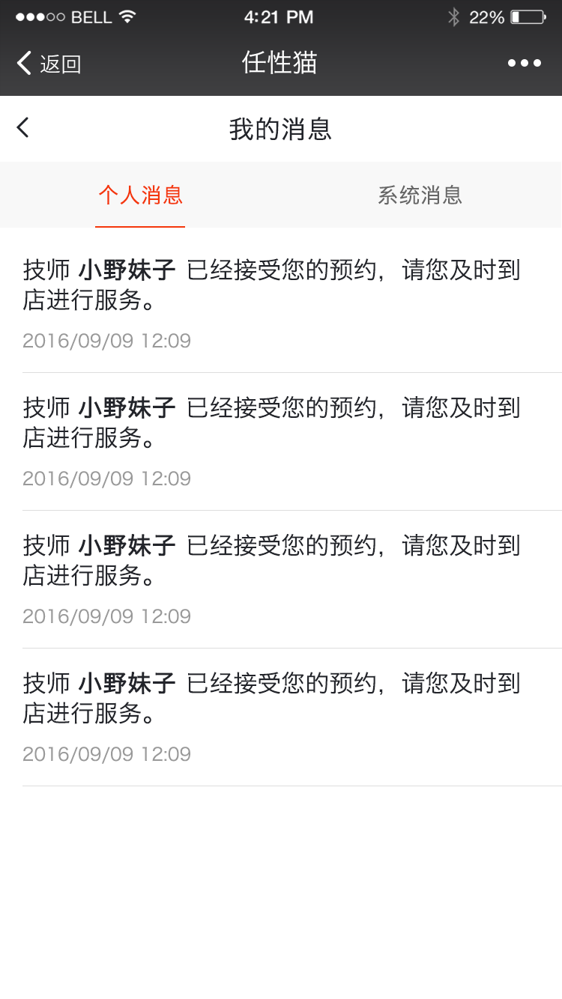 BELL 4:21 PM 22%
返回 任性猫
我的消息
个人消息 系统消息
技师 小野妹子 已经接受您的预约，请您及时到
店进行服务。
2016/09/09 12:09
技师 小野妹子 已经接受您的预约，请您及时到
店进行服务。
2016/09/09 12:09
技师 小野妹子 已经接受您的预约，请您及时到
店进行服务。
2016/09/09 12:09
技师 小野妹子 已经接受您的预约，请您及时到
店进行服务。
2016/09/09 12:09